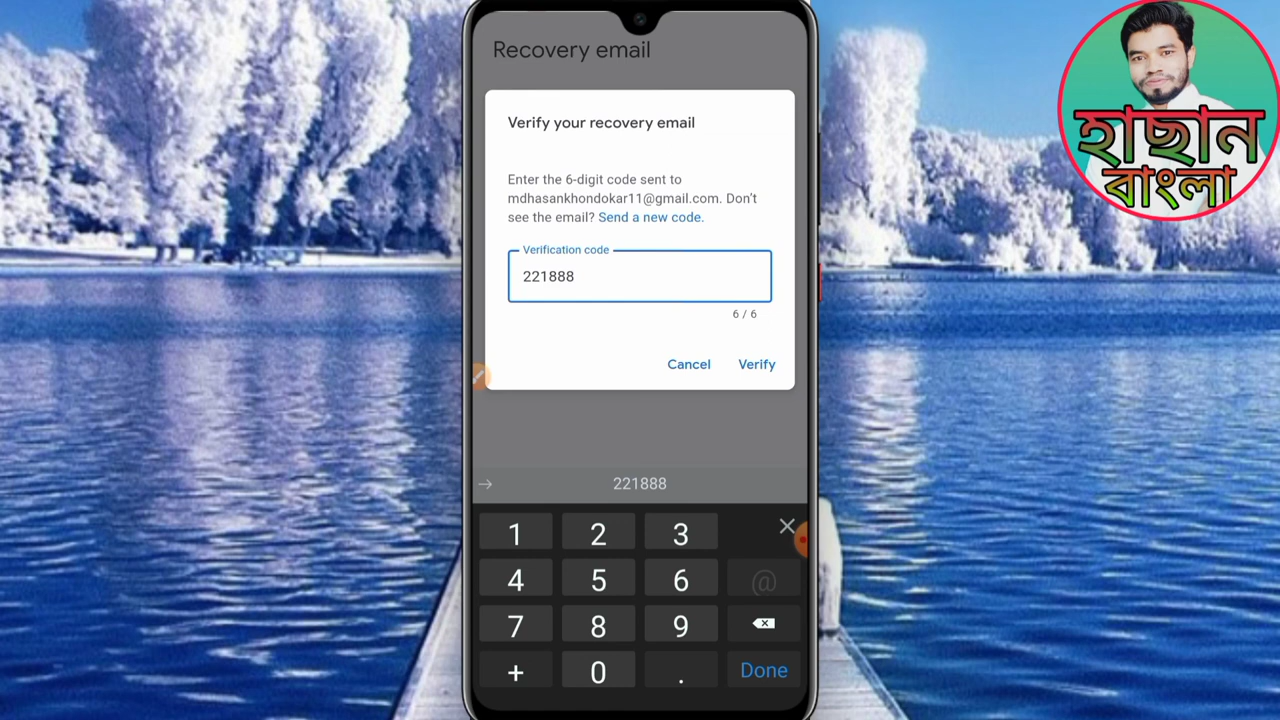 Recovery email
Verify your recovery email
Enter the 6-digit code sent to
mdhasankhondokar11@gmail.com. Don't
see the email? Send a new code.
Verification code
221888
6 / 6
Cancel Verify
221888
1 2 3
4 5 6 @
7 8 9
+ 0 . Done
হাছান
বাংলা